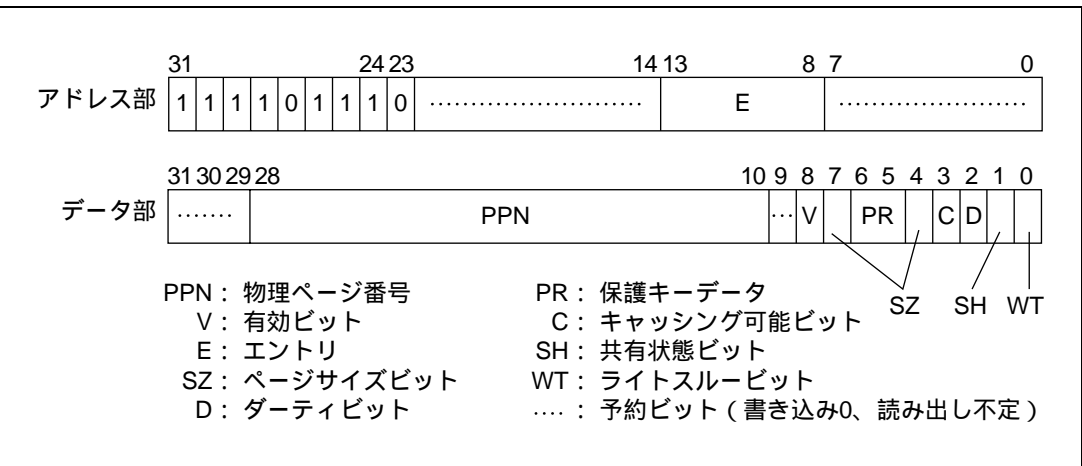 31 24 23 14 13 8 7 0
アドレス部 1 1 1 1 0 1 1 1 0 ........................... E ........................
31 30 29 28 10 9 8 7 6 5 4 3 2 1 0
データ部 ....... PPN ... V PR C D
SZ SH WT
PPN： 物理ページ番号 PR： 保護キーデータ
V： 有効ビット C： キャッシング可能ビット
E： エントリ SH： 共有状態ビット
SZ： ページサイズビット WT： ライトスルービット
D： ダーティビット ....： 予約ビット（書き込み0、読み出し不定）